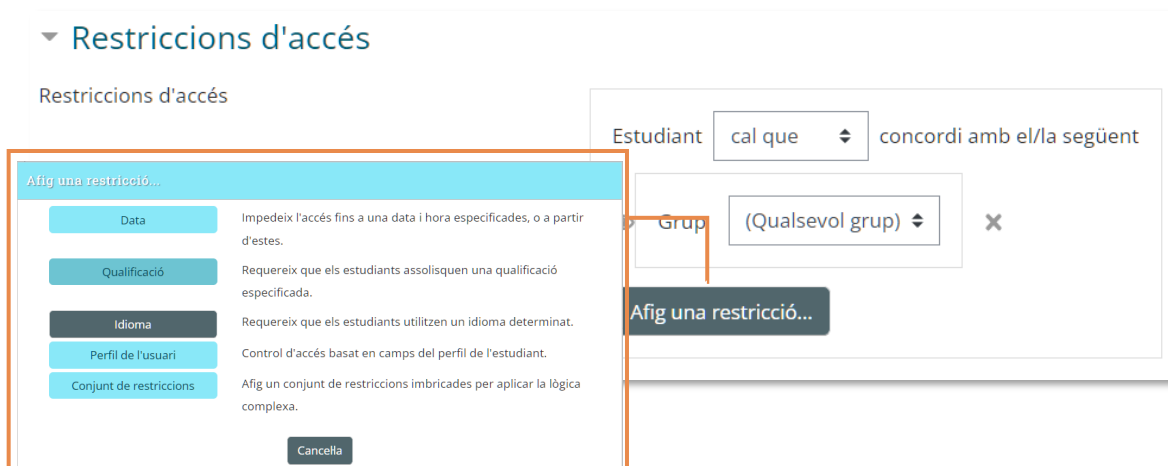 Restriccions d'accés
Restriccions d'accés
Estudiant cal que concordi amb el/la següent
Grup (Qualsevol grup)
Afig una restricció...
Afig una restricció...
Data Impedeix l'accés fins a una data i hora especificades, o a partir
d'estes.
Qualificació Requereix que els estudiants assolisquen una qualificació
especificada.
Idioma Requereix que els estudiants utilitzen un idioma determinat.
Perfil de l'usuari Control d'accés basat en camps del perfil de l'estudiant.
Conjunt de restriccions Afig un conjunt de restriccions imbricades per aplicar la lògica
complexa.
Canceŀla